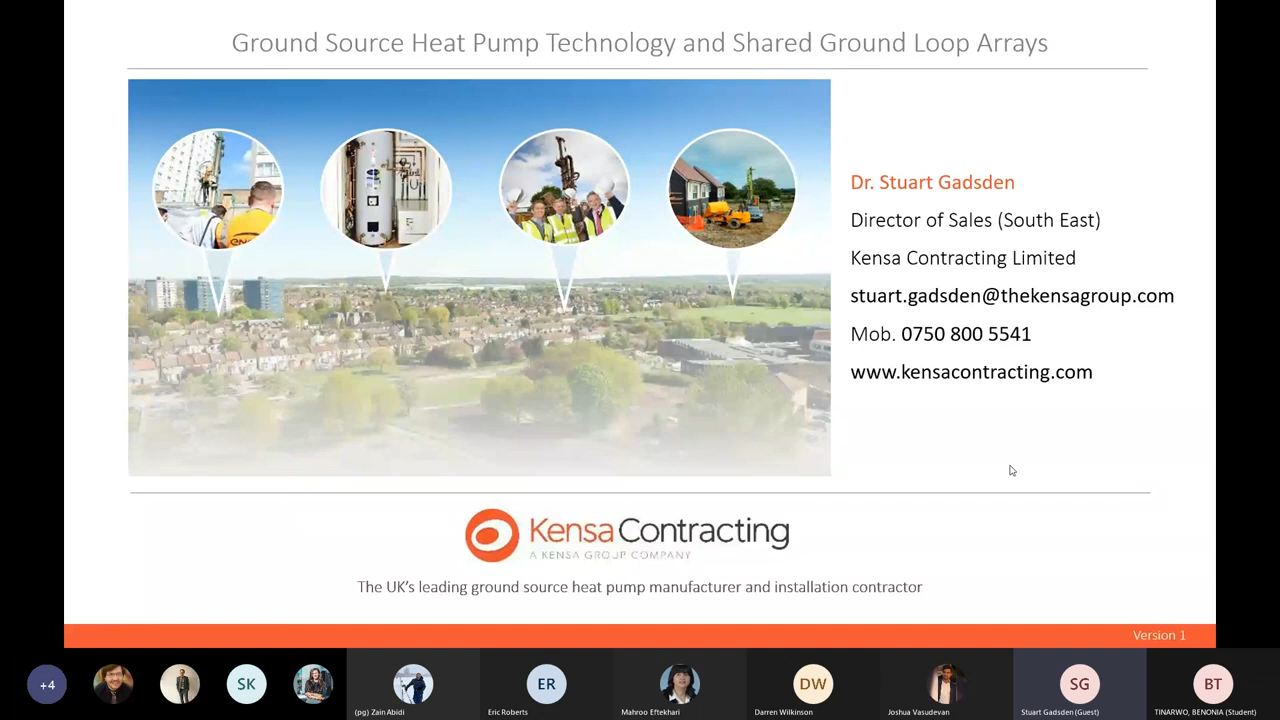 Ground Source Heat Pump Technology and Shared Ground Loop Arrays
Dr. Stuart Gadsden
Director of Sales (South East)
Kensa Contracting Limited
stuart.gadsden@thekensagroup.com
Mob. 0750 800 5541
www.kensacontracting.com
Kensa Contracting
A KENSA GROUP COMPANY
The UK's leading ground source heat pump manufacturer and installation contractor
Version 1
+4
SK
ER
DW
SG
BT
(pg) Zain Abidi
Eric Roberts
Mahroo Eftekhari
Darren Wilkinson
Joshua Vasudevan
Stuart Gadsden (Guest)
TINARWO, BENONIA (Student)